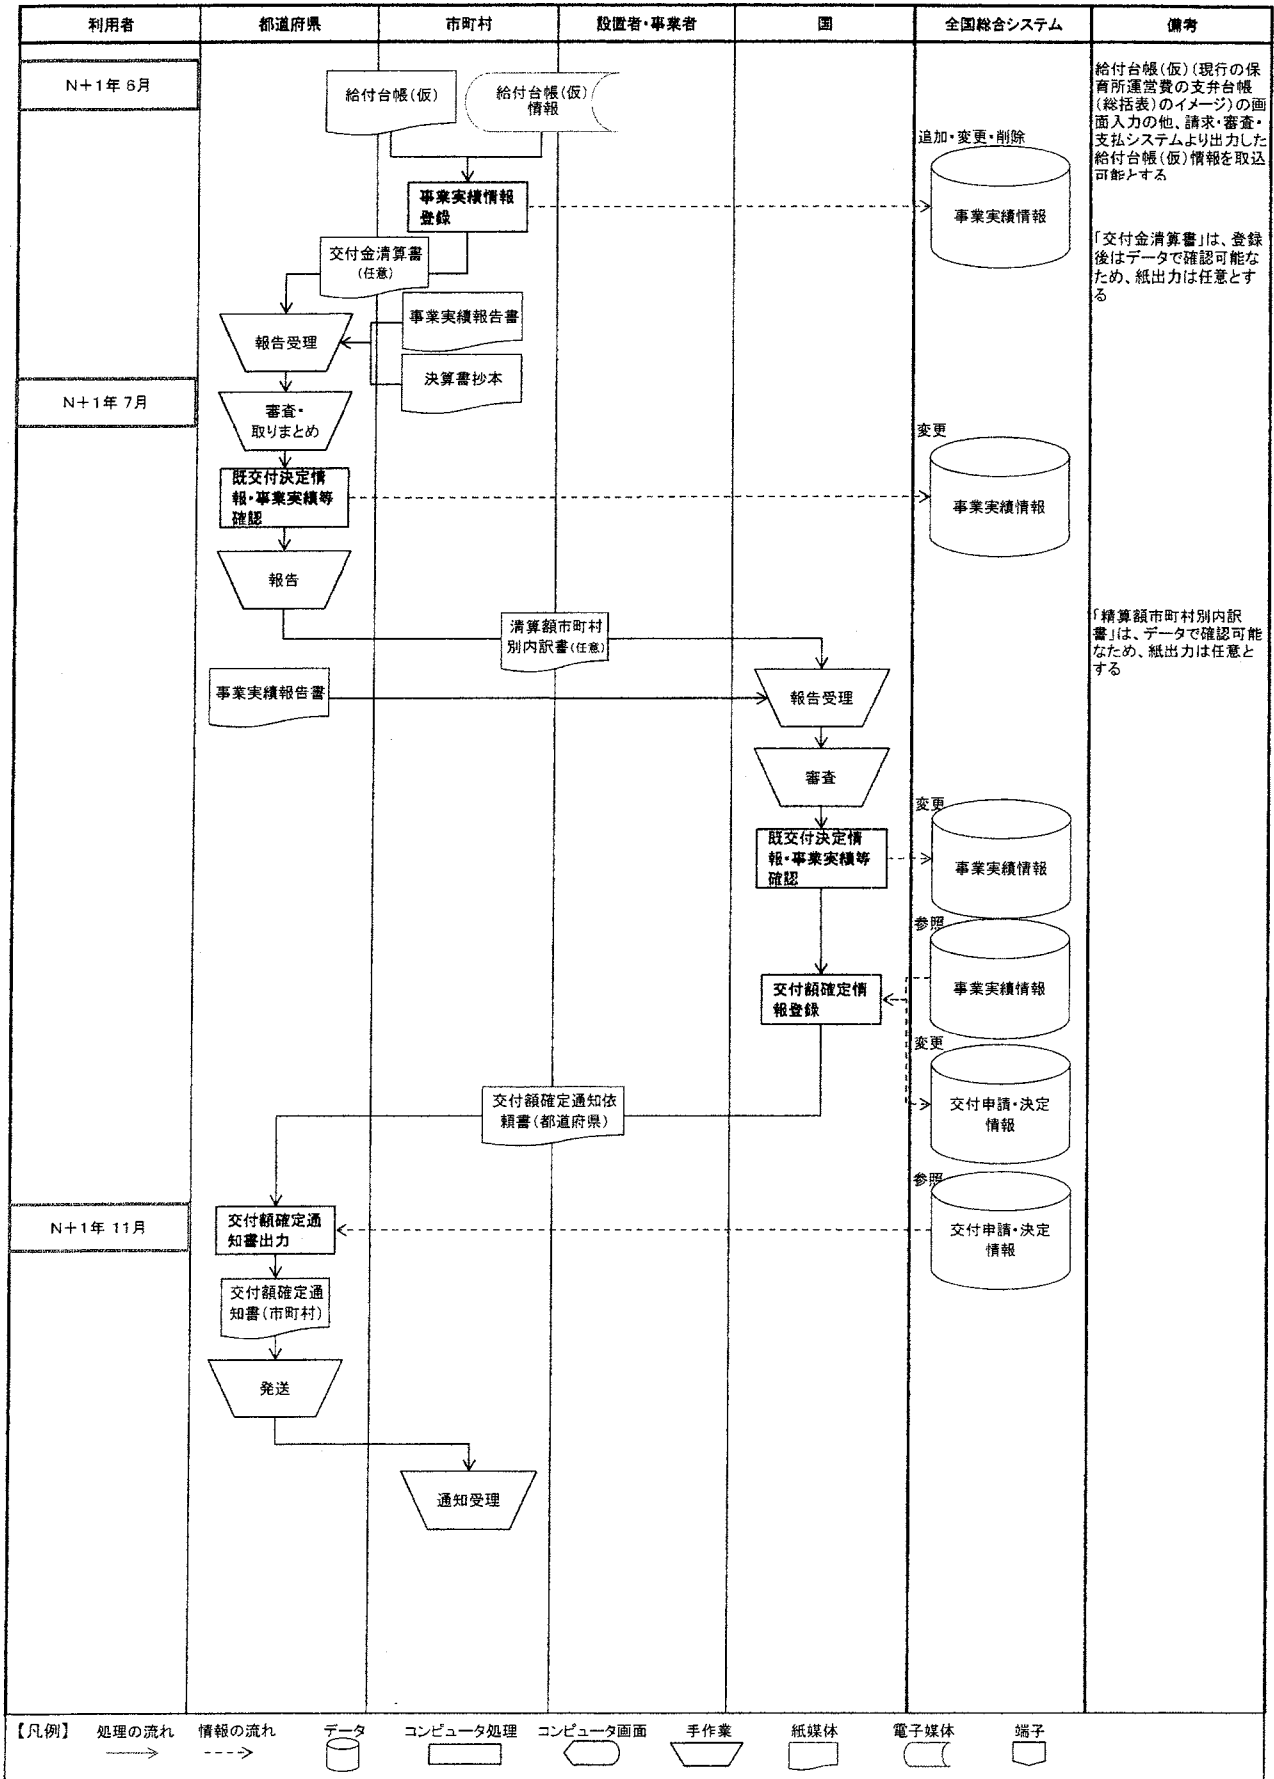 利用者
都道府県
市町村
設置者・事業者
国
全国総合システム
備考
N+1年 6月
給付台帳(仮)
給付台帳(仮)
情報
給付台帳(仮)(現行の保
育所運営費の支弁台帳
(総括表)のイメージ)の画
面入力の他、請求・審査・
支払システムより出力した
給付台帳(仮)情報を取込
可能とする
追加・変更・削除
事業実績情報
登録
事業実績情報
交付金清算書
(任意)
「交付金清算書」は、登録
後はデータで確認可能な
ため、紙出力は任意とす
る
事業実績報告書
報告受理
決算書抄本
N+1年 7月
審査・
取りまとめ
変更
既交付決定情
報・事業実績等
確認
事業実績情報
報告
清算額市町村
別内訳書(任意)
「精算額市町村別内訳
書」は、データで確認可能
なため、紙出力は任意と
する
事業実績報告書
報告受理
審査
変更
既交付決定情
報・事業実績等
確認
事業実績情報
参照
交付額確定情
報登録
事業実績情報
変更
交付額確定通知依
頼書(都道府県)
交付申請・決定
情報
参照
N+1年 11月
交付額確定通
知書出力
交付申請・決定
情報
交付額確定通
知書(市町村)
発送
通知受理
【凡例】
処理の流れ
情報の流れ
データ
コンピュータ処理
コンピュータ画面
手作業
紙媒体
電子媒体
端子